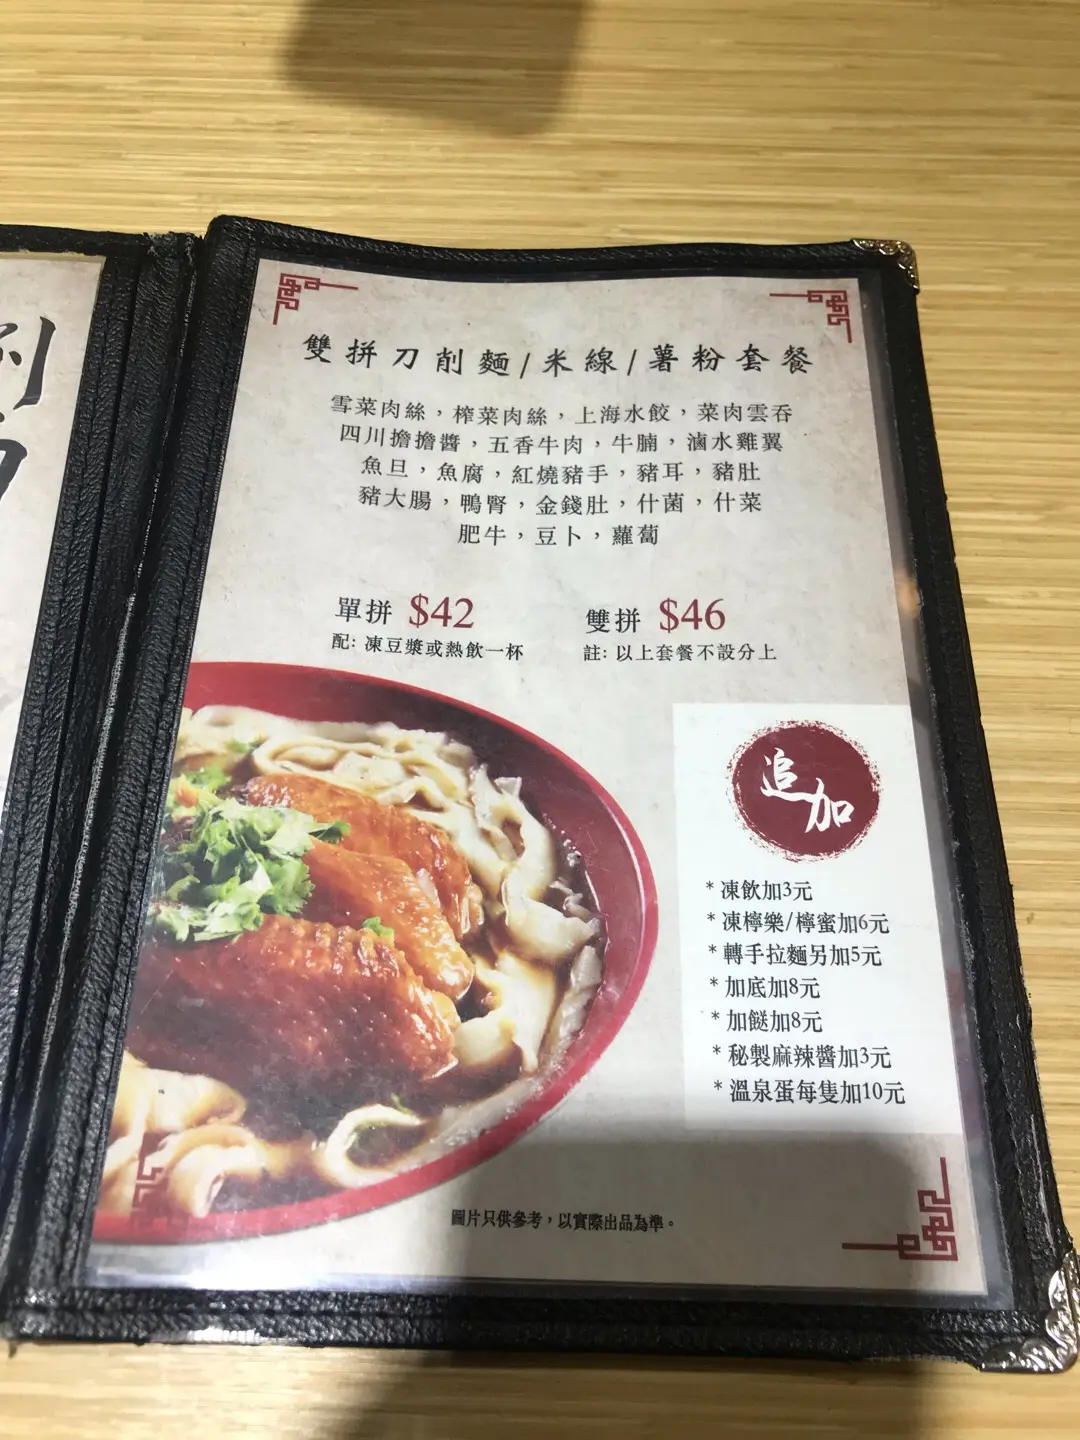 雙拼刀削麵/米線/薯粉套餐
雪菜肉絲，榨菜肉絲，上海水餃，菜肉雲吞
四川擔擔醬，五香牛肉，牛腩，滷水雞翼
魚旦，魚腐，紅燒豬手，豬耳，豬肚
豬大腸，鴨腎，金錢肚，什菌，什菜
肥牛，豆卜，蘿蔔
單拼 $42
配: 凍豆漿或熱飲一杯
雙拼 $46
註: 以上套餐不設分上
追加
* 凍飲加3元
* 凍檸樂/檸蜜加6元
* 轉手拉麵另加5元
* 加底加8元
* 加餸加8元
* 秘製麻辣醬加3元
* 溫泉蛋每隻加10元
圖片只供參考，以實際出品為準。